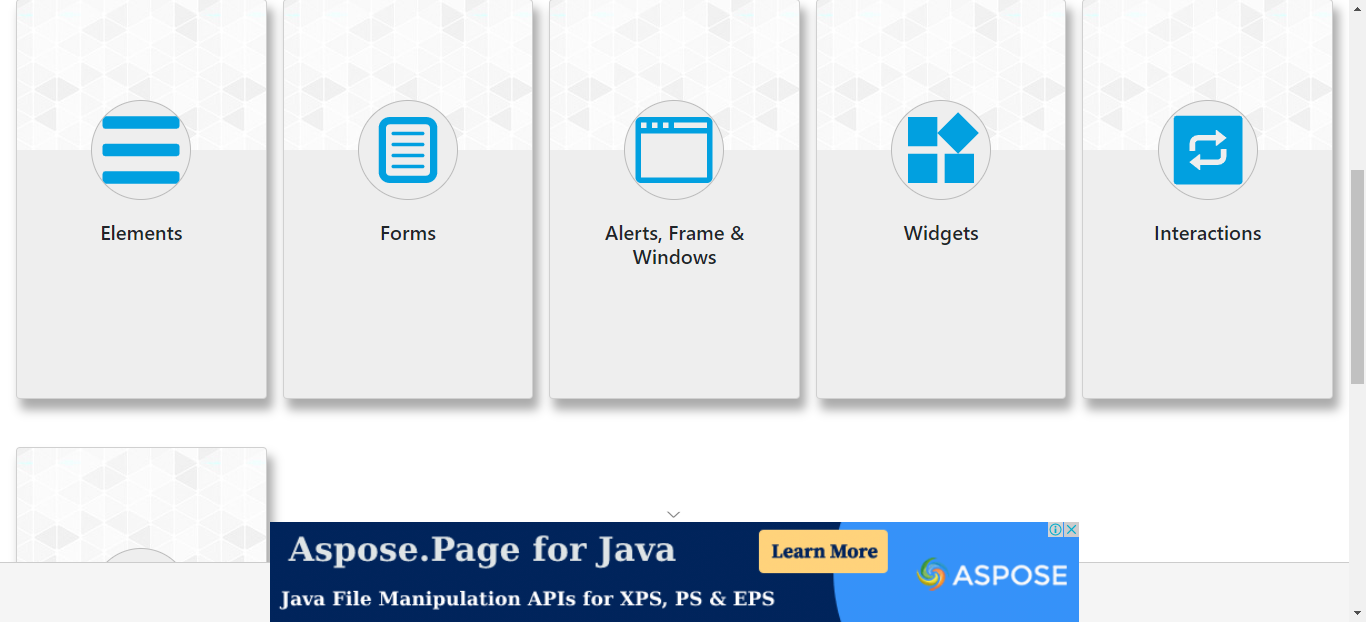 Elements
Forms
Alerts, Frame &
Windows
Widgets
Interactions
Aspose.Page for Java
Java File Manipulation APIs for XPS, PS & EPS
Learn More
ASPOSE